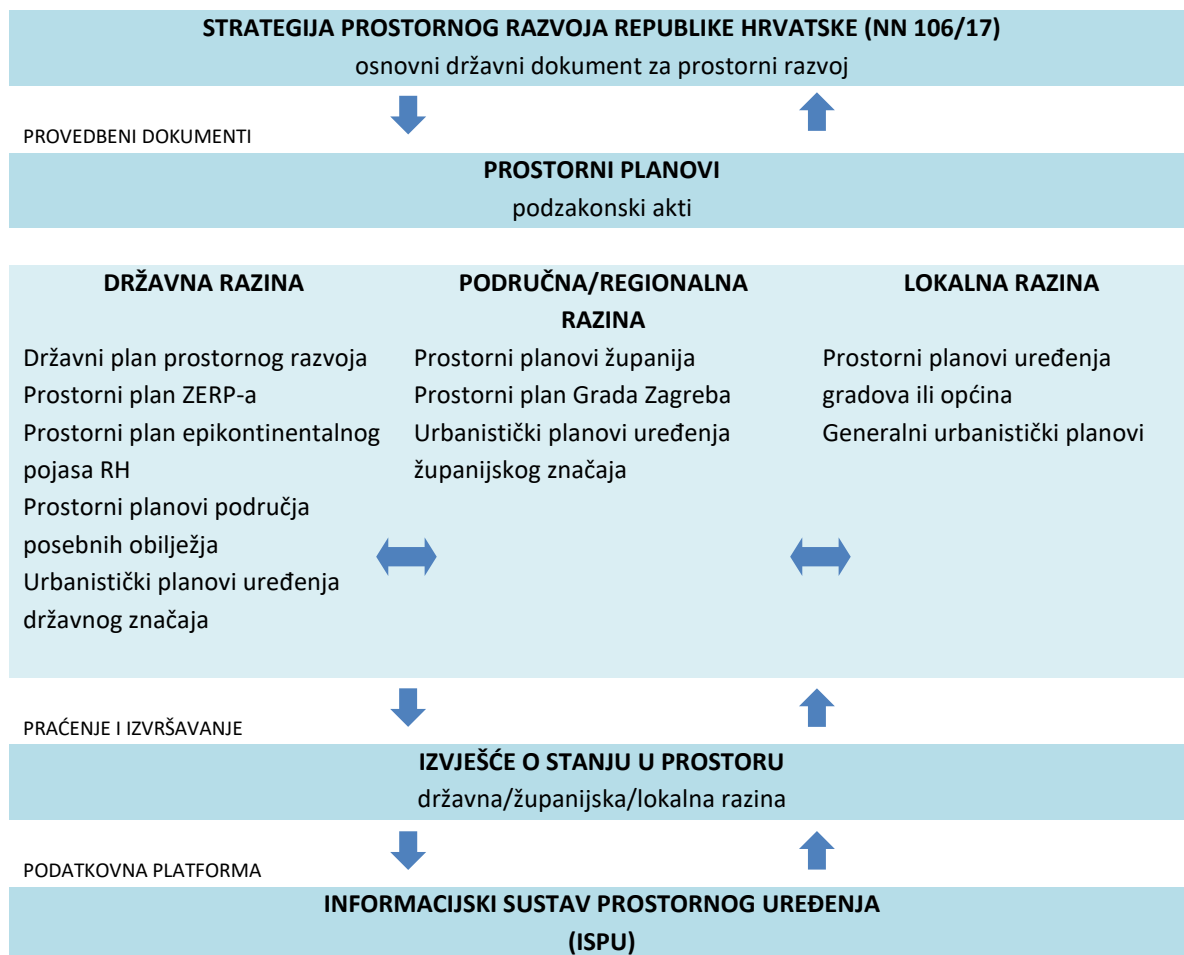 STRATEGIJA PROSTORNOG RAZVOJA REPUBLIKE HRVATSKE (NN 106/17)
osnovni državni dokument za prostorni razvoj
PROVEDBENI DOKUMENTI
PROSTORNI PLANOVI
podzakonski akti
DRŽAVNA RAZINA
Državni plan prostornog razvoja
Prostorni plan ZERP-a
Prostorni plan epikontinentalnog
pojasa RH
Prostorni planovi područja
posebnih obilježja
Urbanistički planovi uređenja
državnog značaja
PODRUČNA/REGIONALNA
RAZINA
Prostorni planovi županija
Prostorni plan Grada Zagreba
Urbanistički planovi uređenja
županijskog značaja
LOKALNA RAZINA
Prostorni planovi uređenja
gradova ili općina
Generalni urbanistički planovi
PRAĆENJE I IZVRŠAVANJE
IZVJEŠĆE O STANJU U PROSTORU
državna/županijska/lokalna razina
PODATKOVNA PLATFORMA
INFORMACIJSKI SUSTAV PROSTORNOG UREĐENJA
(ISPU)